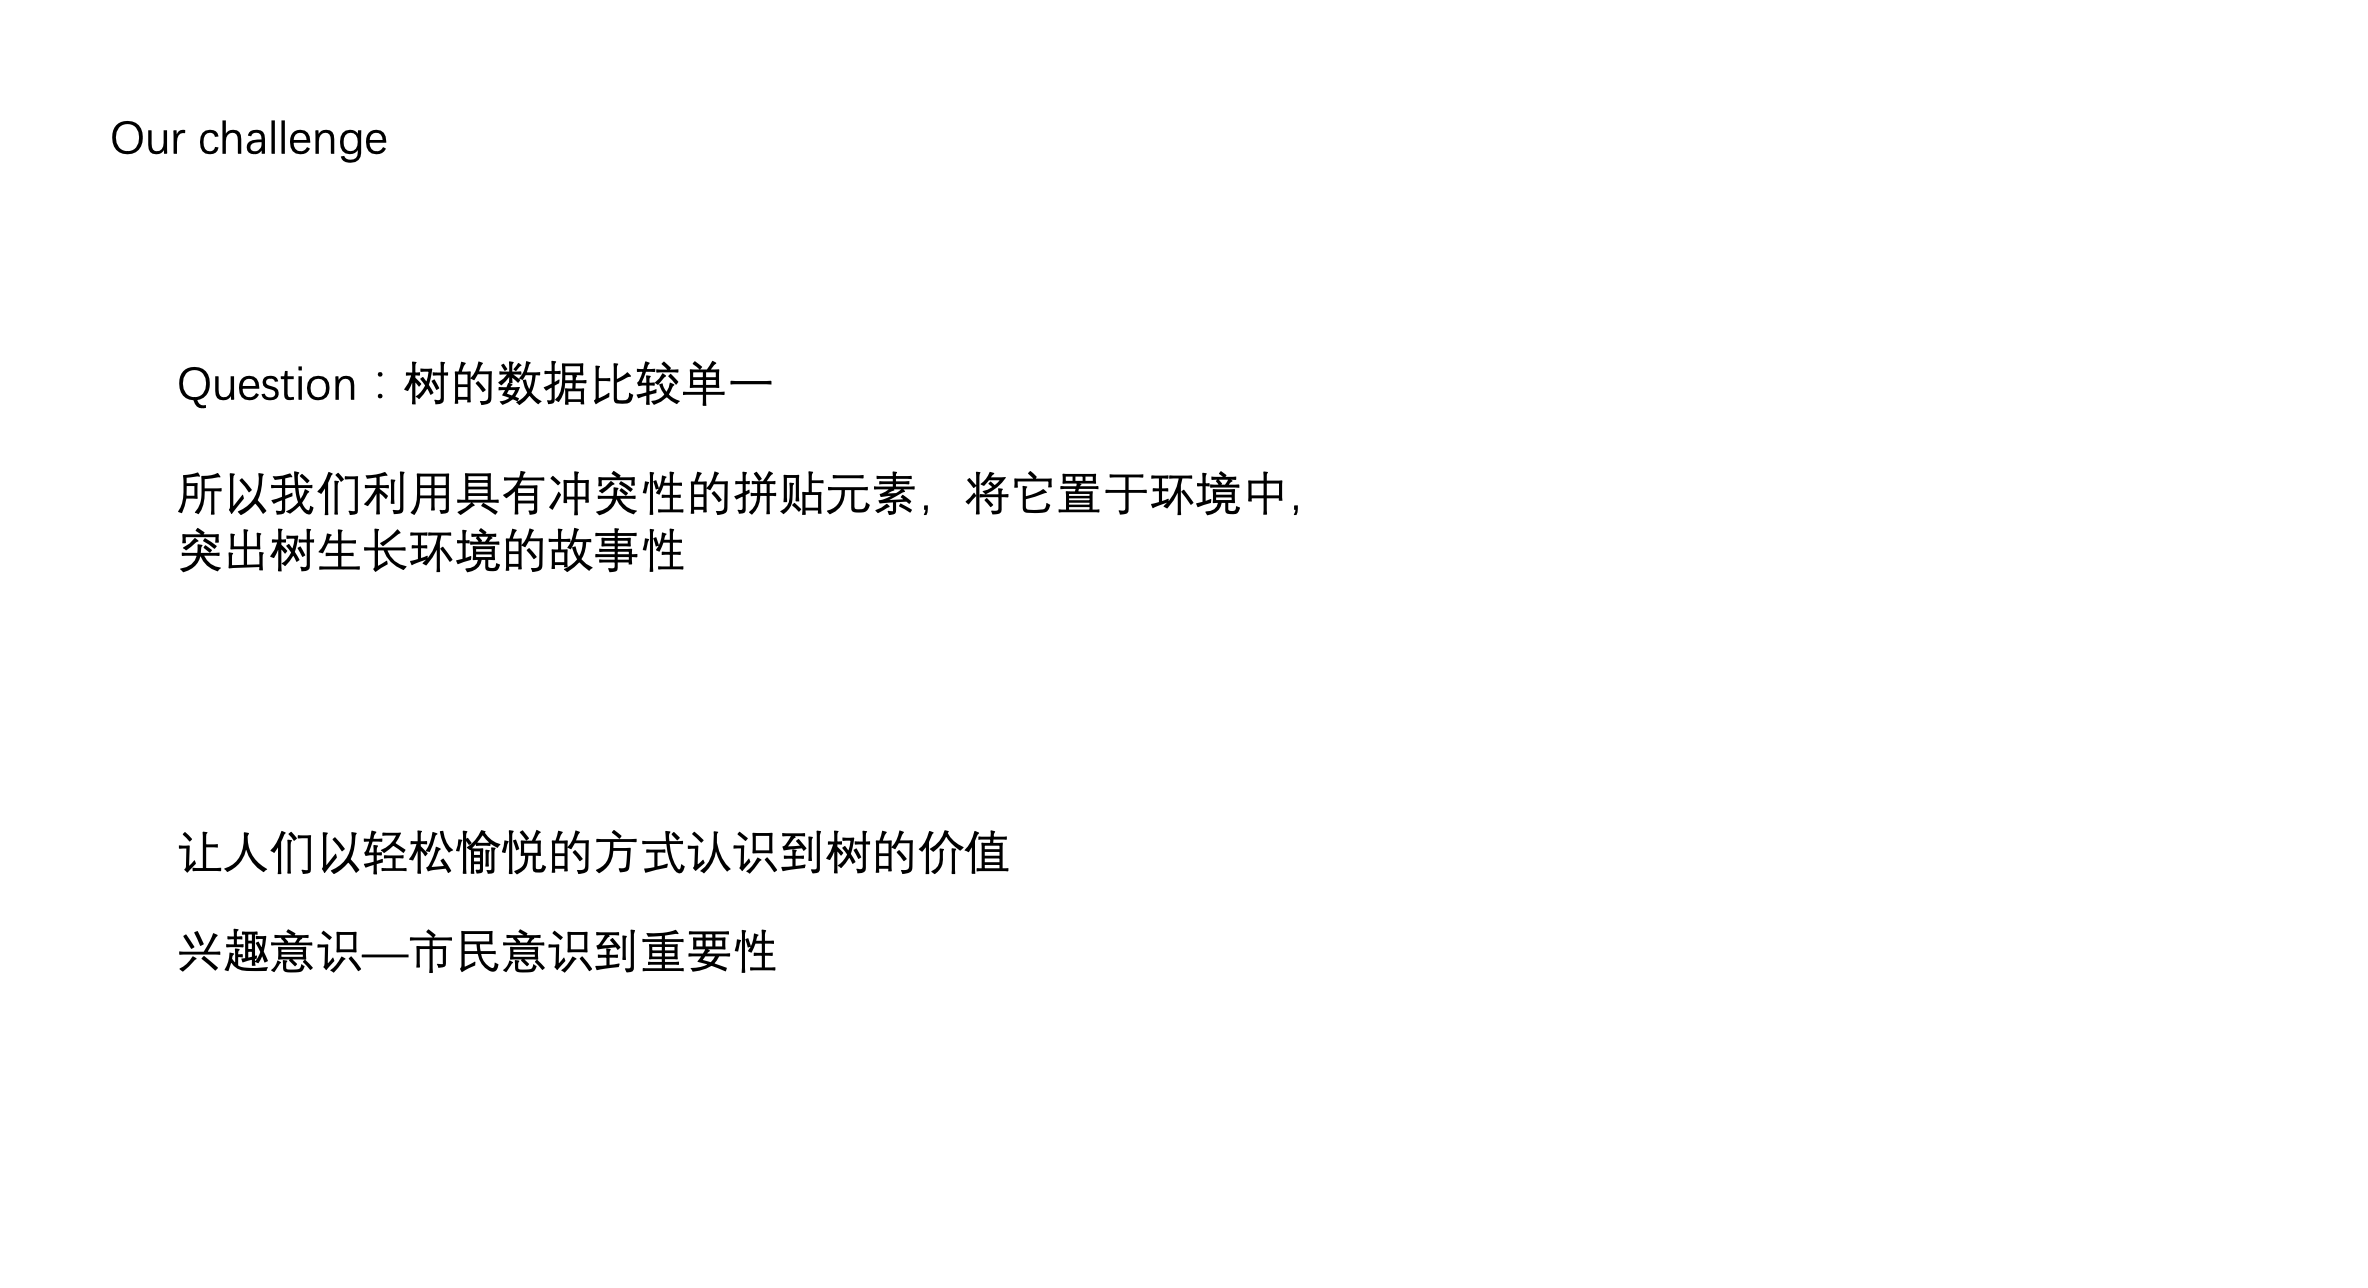 Our challenge
Question：树的数据比较单一
所以我们利用具有冲突性的拼贴元素，将它置于环境中，
突出树生长环境的故事性
让人们以轻松愉悦的方式认识到树的价值
兴趣意识—市民意识到重要性